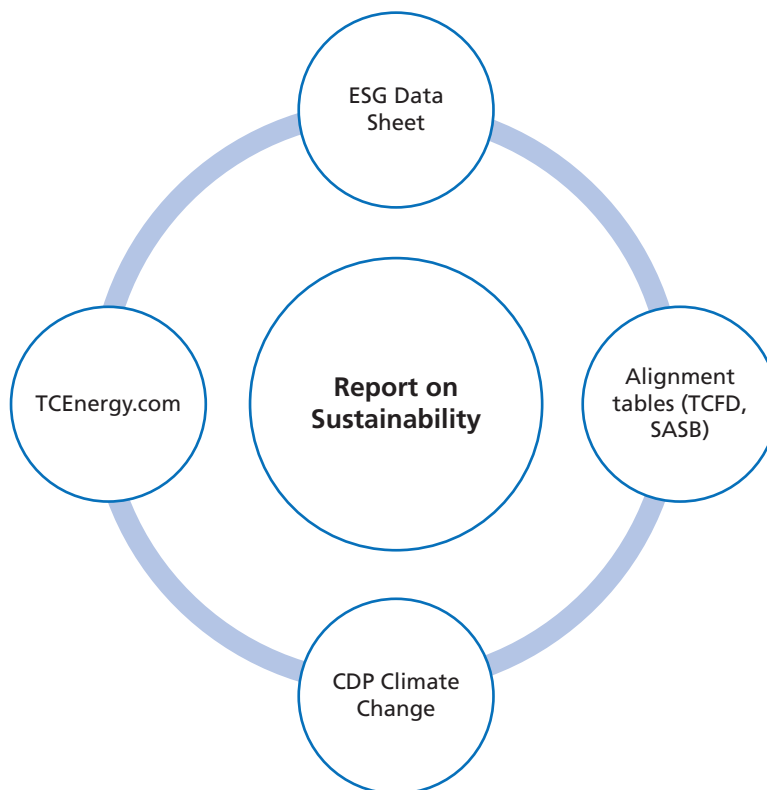 ESG Data
Sheet
TCEnergy.com
Report on
Sustainability
Alignment
tables (TCFD,
SASB)
CDP Climate
Change